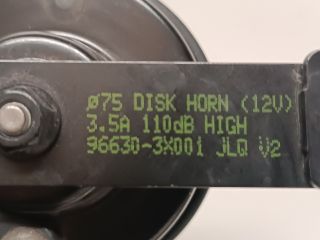 ø75 DISK HORN (12V)
3.5A 110dB HIGH
96630-3X001 JLQ V2